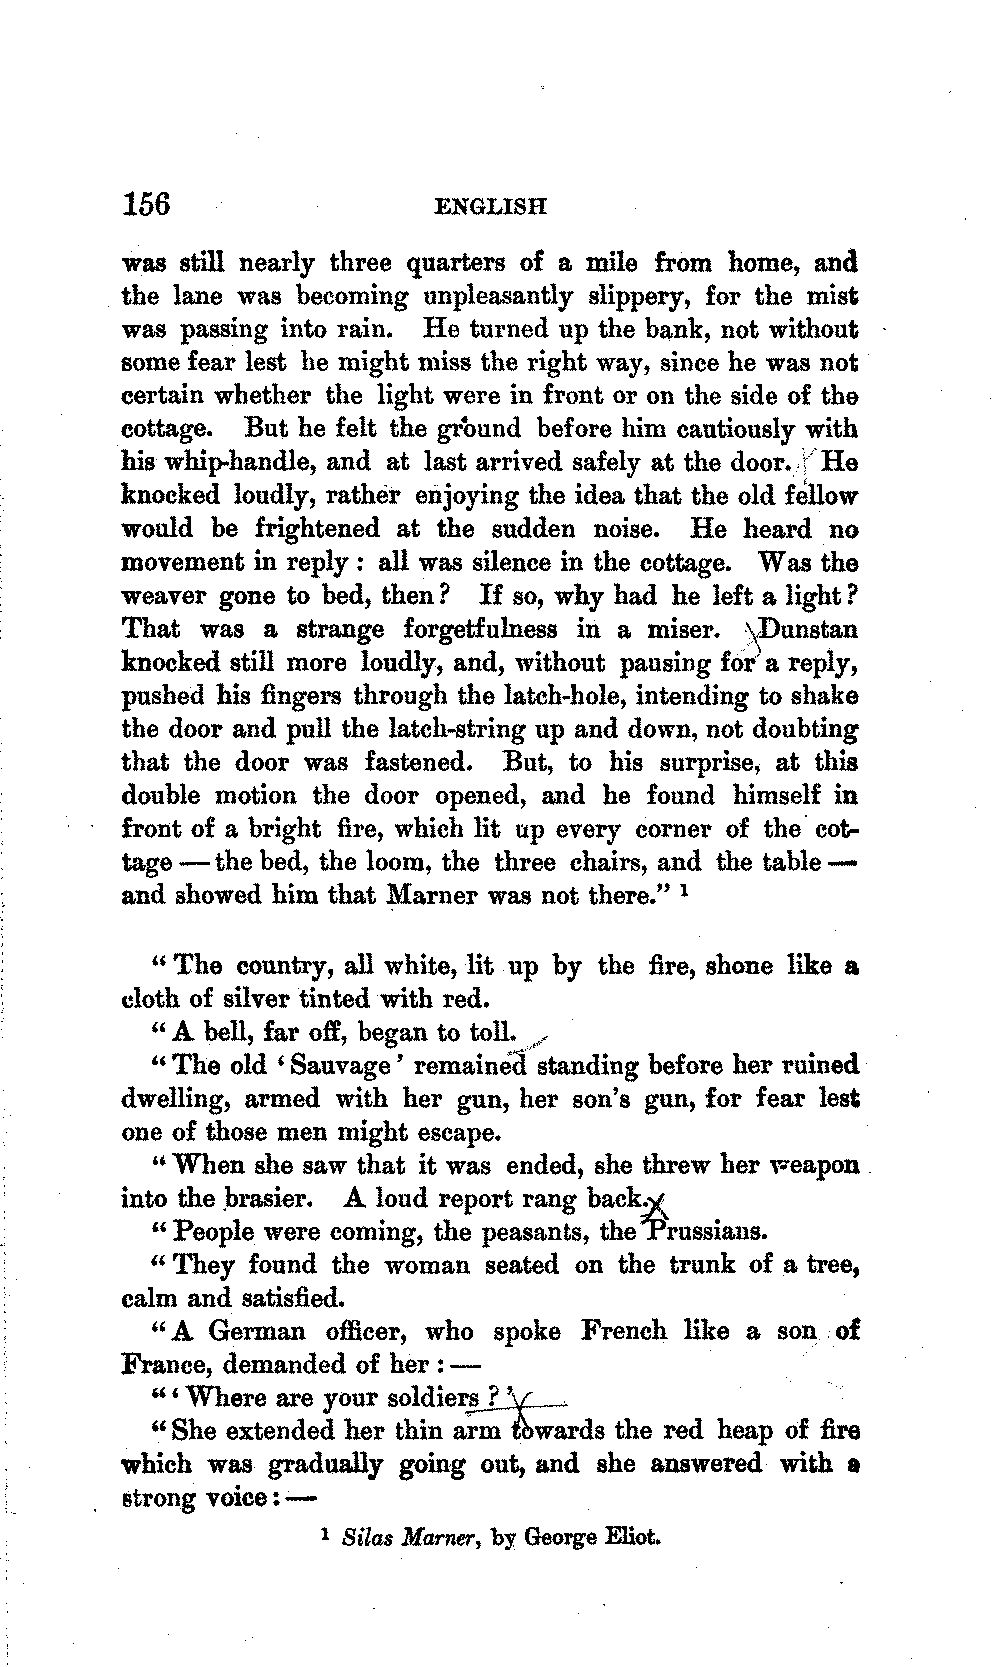 156 ENGLISH
was still nearly three quarters of a mile from home, and
the lane was becoming unpleasantly slippery, for the mist
was passing into rain. He turned up the bank, not without
some fear lest he might miss the right way, since he was not
certain whether the light were in front or on the side of the
cottage. But he felt the ground before him cautiously with
his whip-handle, and at last arrived safely at the door. He
knocked loudly, rather enjoying the idea that the old fellow
would be frightened at the sudden noise. He heard no
movement in reply : all was silence in the cottage. Was the
weaver gone to bed, then? If so, why had he left a light?
That was a strange forgetfulness in a miser. Dunstan
knocked still more loudly, and, without pausing for a reply,
pushed his fingers through the latch-hole, intending to shake
the door and pull the latch-string up and down, not doubting
that the door was fastened. But, to his surprise, at this
double motion the door opened, and he found himself in
front of a bright fire, which lit up every corner of the cot-
tage — the bed, the loom, the three chairs, and the table —
and showed him that Marner was not there." 1
"The country, all white, lit up by the fire, shone like a
cloth of silver tinted with red.
"A bell, far off, began to toll.
"The old 'Sauvage' remained standing before her ruined
dwelling, armed with her gun, her son's gun, for fear lest
one of those men might escape.
"When she saw that it was ended, she threw her weapon
into the brasier. A loud report rang back.
"People were coming, the peasants, the Prussians.
"They found the woman seated on the trunk of a tree,
calm and satisfied.
"A German officer, who spoke French like a son of
France, demanded of her : —
"'Where are your soldiers?'
"She extended her thin arm towards the red heap of fire
which was gradually going out, and she answered with a
strong voice : —
1 Silas Marner, by George Eliot.